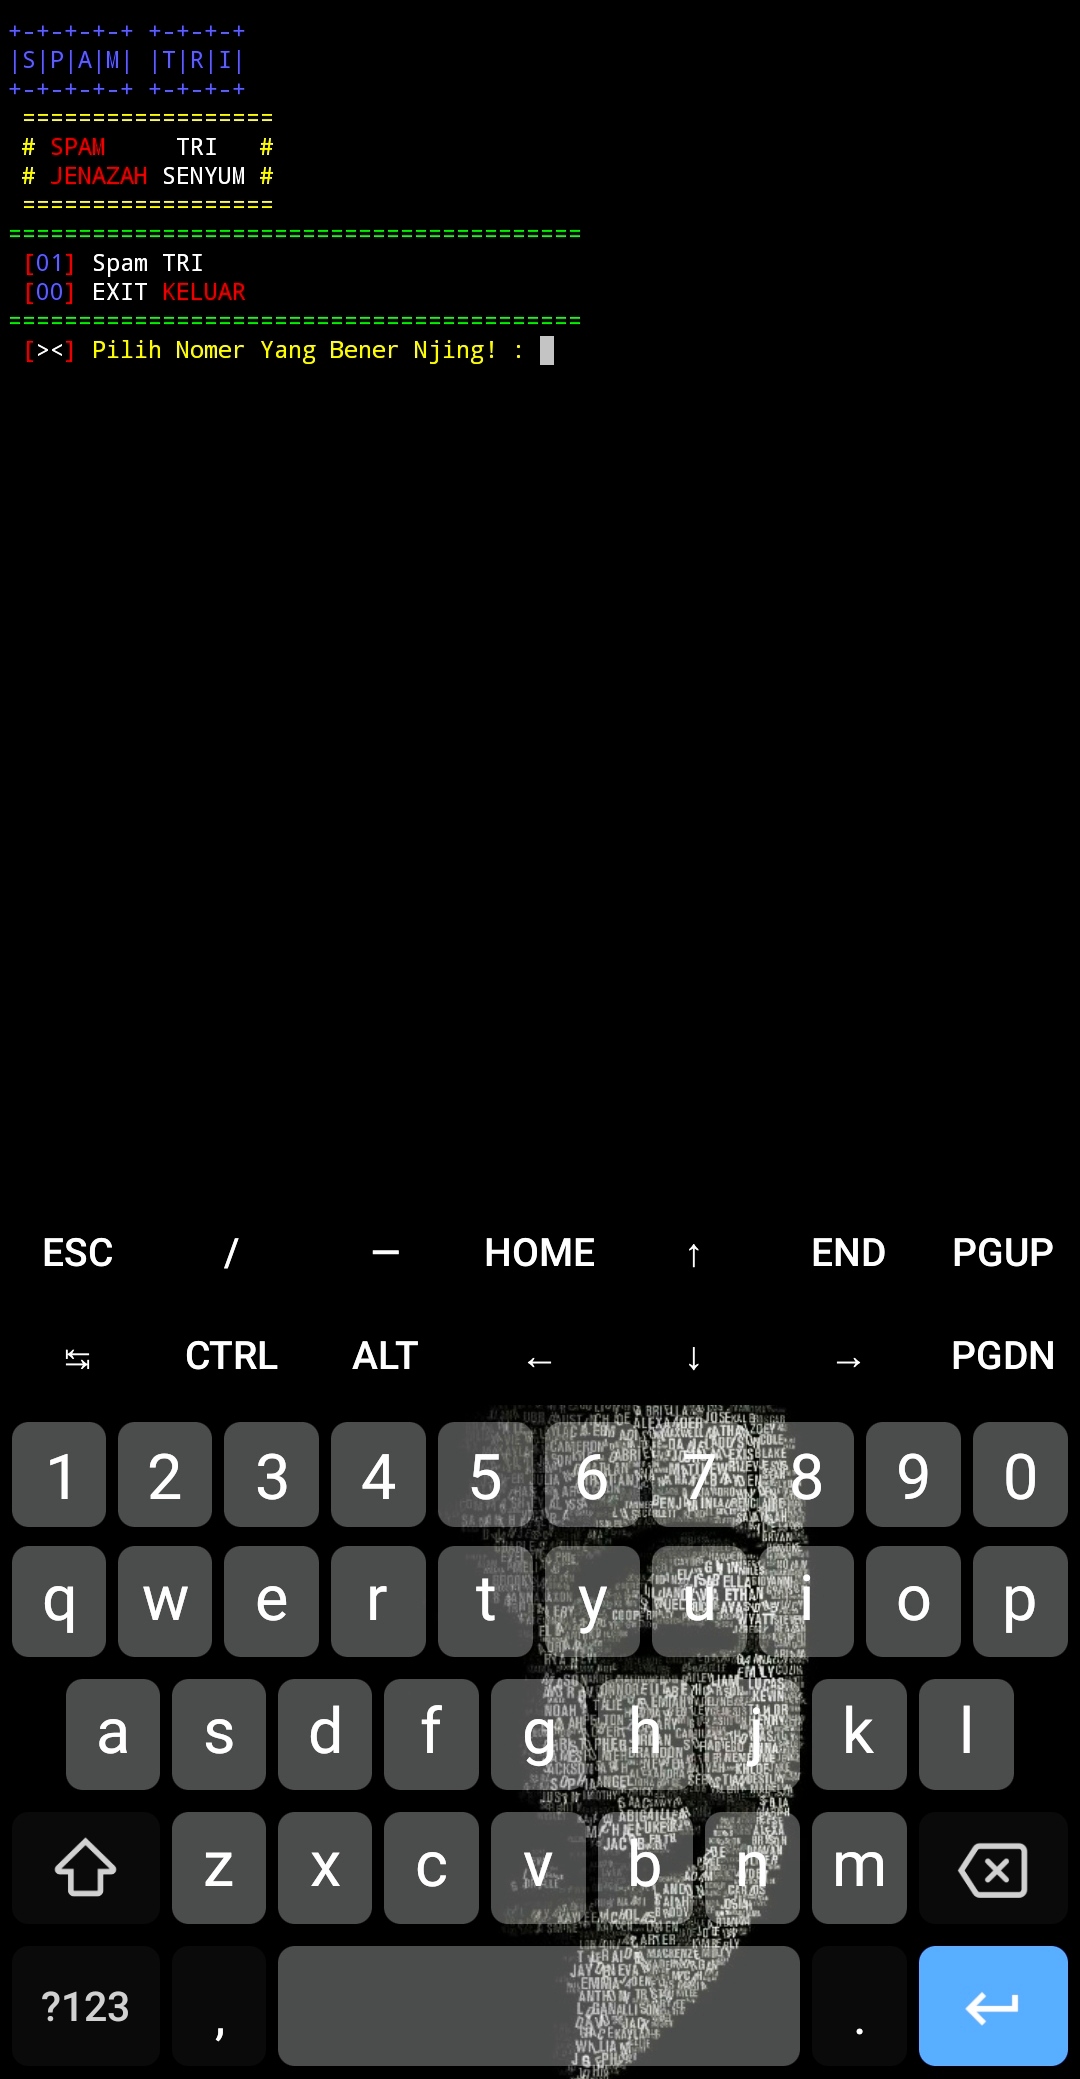 +-+-+-+-+ +-+-+-+
|S|P|A|M| |T|R|I|
+-+-+-+-+ +-+-+-+
==================
# SPAM     TRI   #
# JENAZAH SENYUM #
==================
=========================================
[01] Spam TRI
[00] EXIT KELUAR
=========================================
[><] Pilih Nomer Yang Bener Njing! :
ESC / — HOME ↑ END PGUP
↹ CTRL ALT ← ↓ → PGDN
1 2 3 4 5 6 7 8 9 0
q w e r t y u i o p
a s d f g h j k l
z x c v b n m
?123 , .